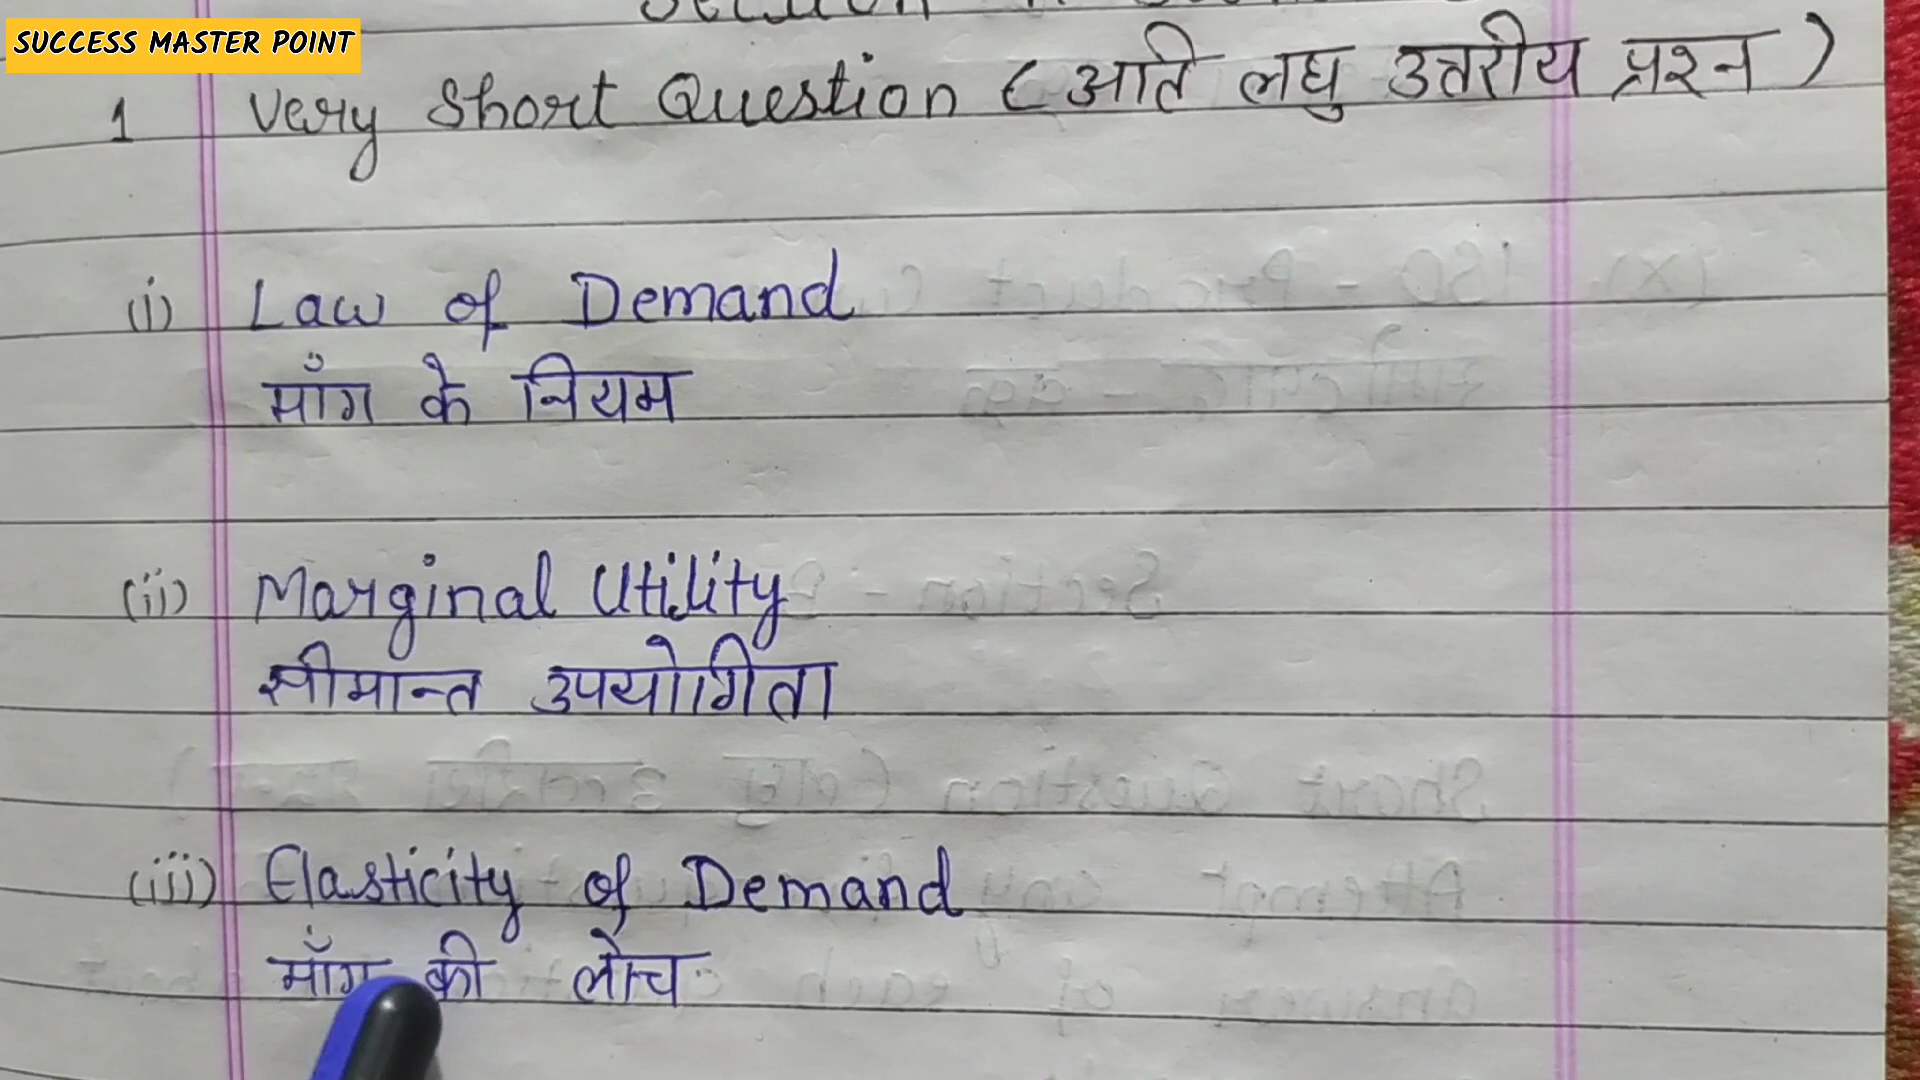 SUCCESS MASTER POINT
1 Very Short Question (आति लघु उत्तरीय प्रश्न)
(i) Law of Demand
माँग के नियम
(ii) Marginal Utility
सीमान्त उपयोगिता
(iii) Elasticity of Demand
माँग की लोच